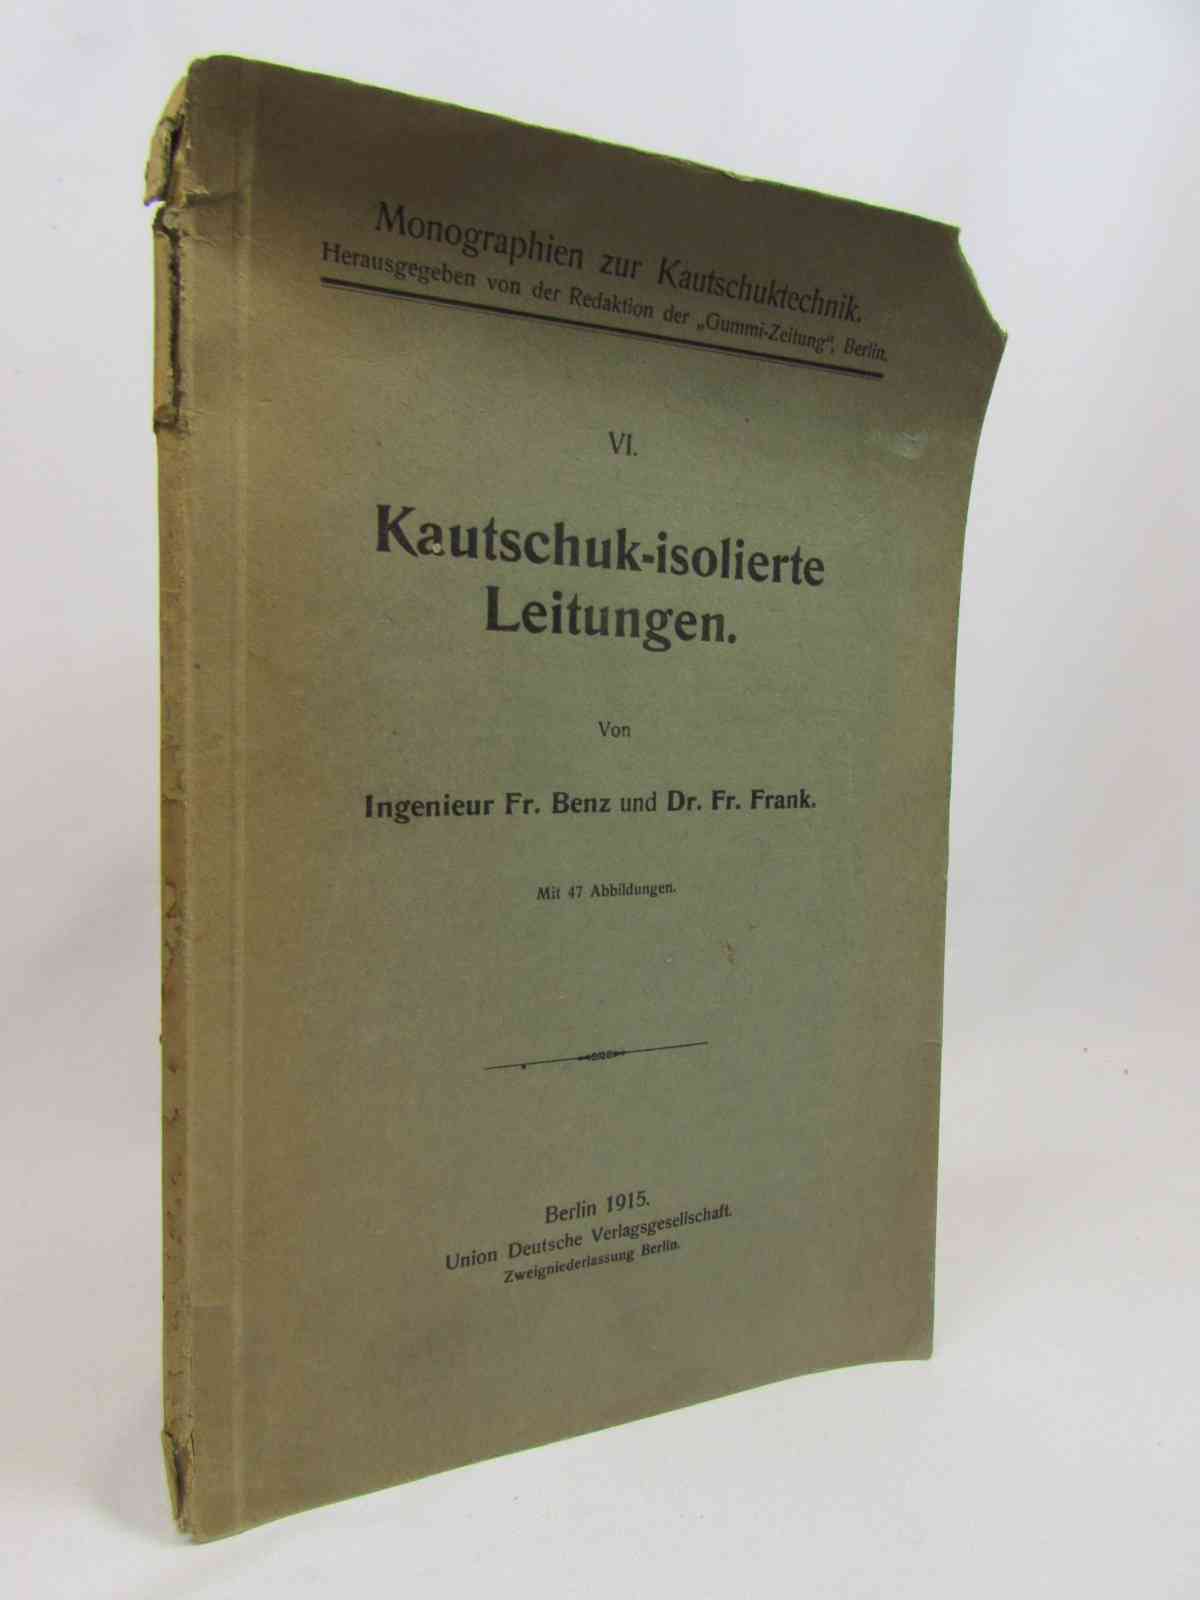 Monographien zur Kautschuktechnik.
Herausgegeben von der Redaktion der „Gummi-Zeitung“, Berlin.
VI.
Kautschuk-isolierte
Leitungen.
Von
Ingenieur Fr. Benz und Dr. Fr. Frank.
Mit 47 Abbildungen.
Berlin 1915.
Union Deutsche Verlagsgesellschaft.
Zweigniederlassung Berlin.